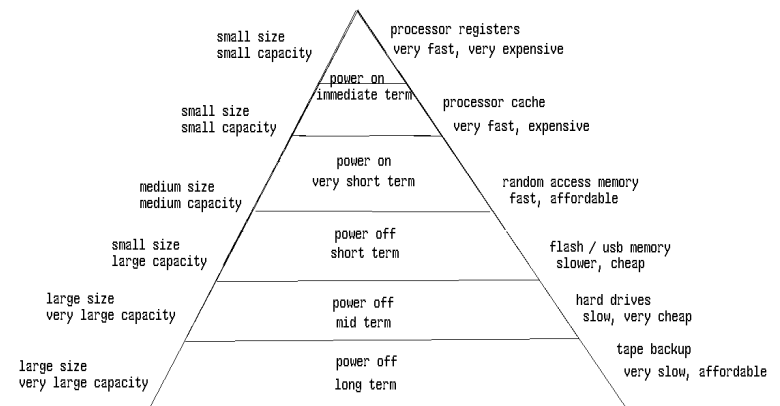 small size
small capacity
processor registers
very fast, very expensive
power on
immediate term
small size
small capacity
processor cache
very fast, expensive
power on
very short term
medium size
medium capacity
random access memory
fast, affordable
power off
short term
small size
large capacity
flash / usb memory
slower, cheap
power off
mid term
large size
very large capacity
hard drives
slow, very cheap
power off
long term
large size
very large capacity
tape backup
very slow, affordable